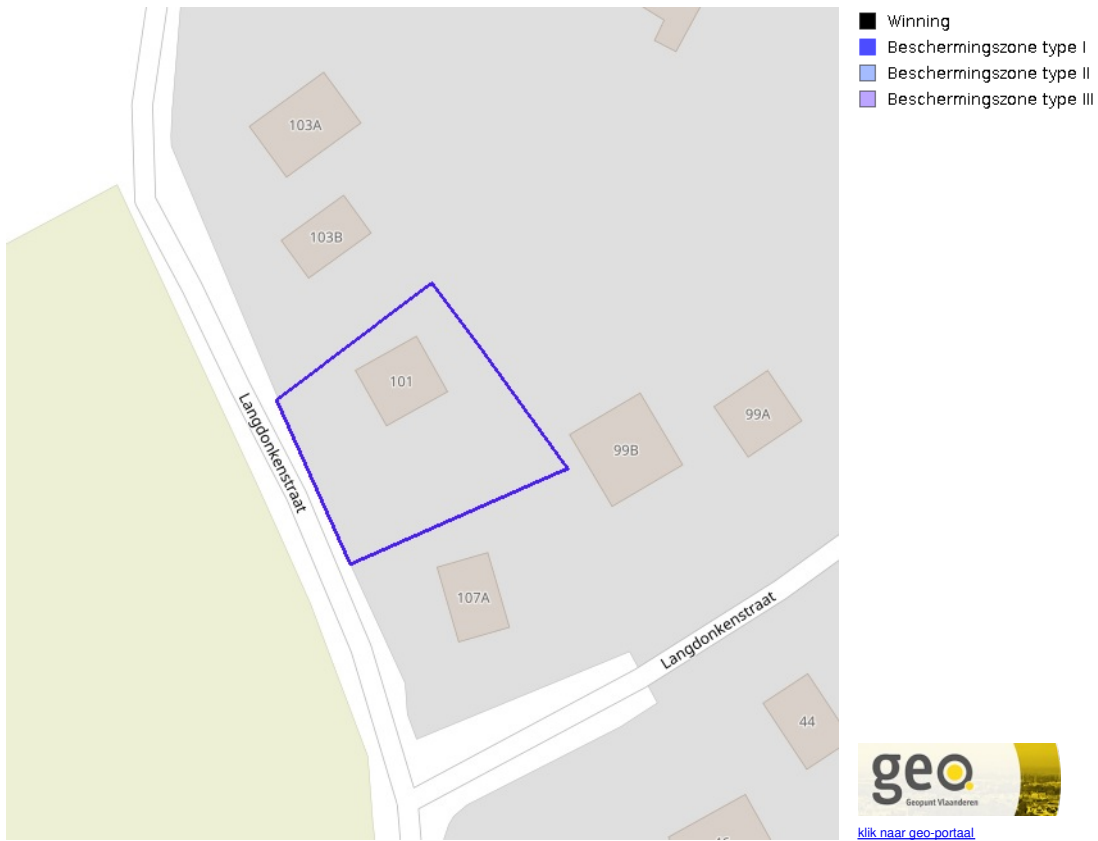 Winning
Beschermingszone type I
Beschermingszone type II
Beschermingszone type III
103A
103B
101
99A
99B
Langdonkenstraat
107A
Langdonkenstraat
44
geo
Geopunt Vlaanderen
klik naar geo-portaal